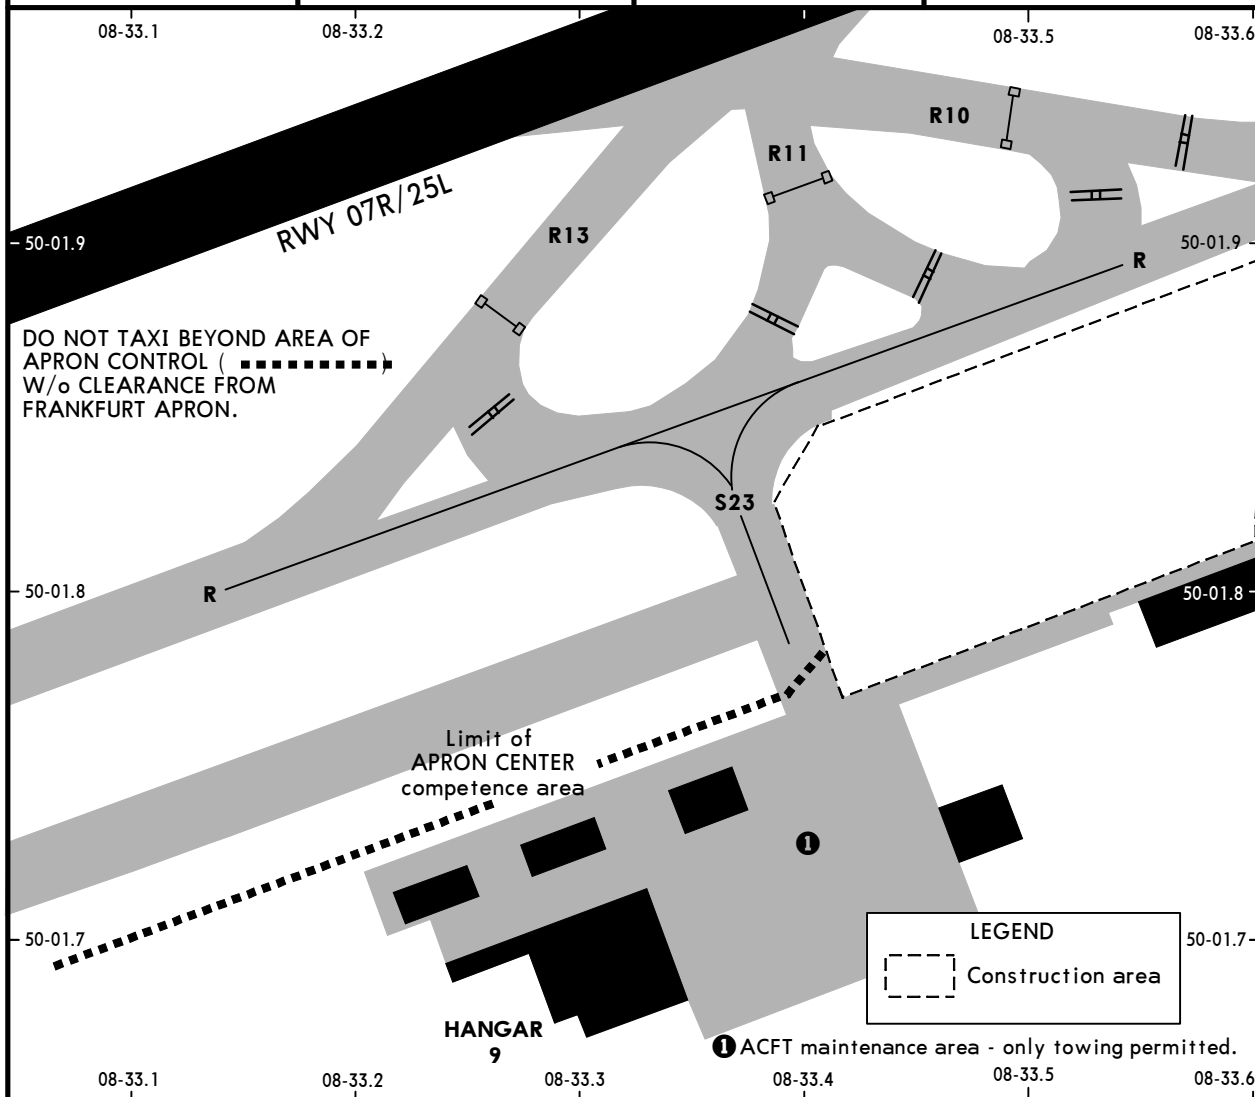 08-33.1
08-33.2
08-33.5
08-33.6
R10
R11
RWY 07R/25L
R13
50-01.9
50-01.9
R
DO NOT TAXI BEYOND AREA OF
APRON CONTROL ( )
W/o CLEARANCE FROM
FRANKFURT APRON.
S23
R
50-01.8
50-01.8
Limit of
APRON CENTER
competence area
1
50-01.7
50-01.7
LEGEND
Construction area
HANGAR
9
1 ACFT maintenance area - only towing permitted.
08-33.1
08-33.2
08-33.3
08-33.4
08-33.5
08-33.6